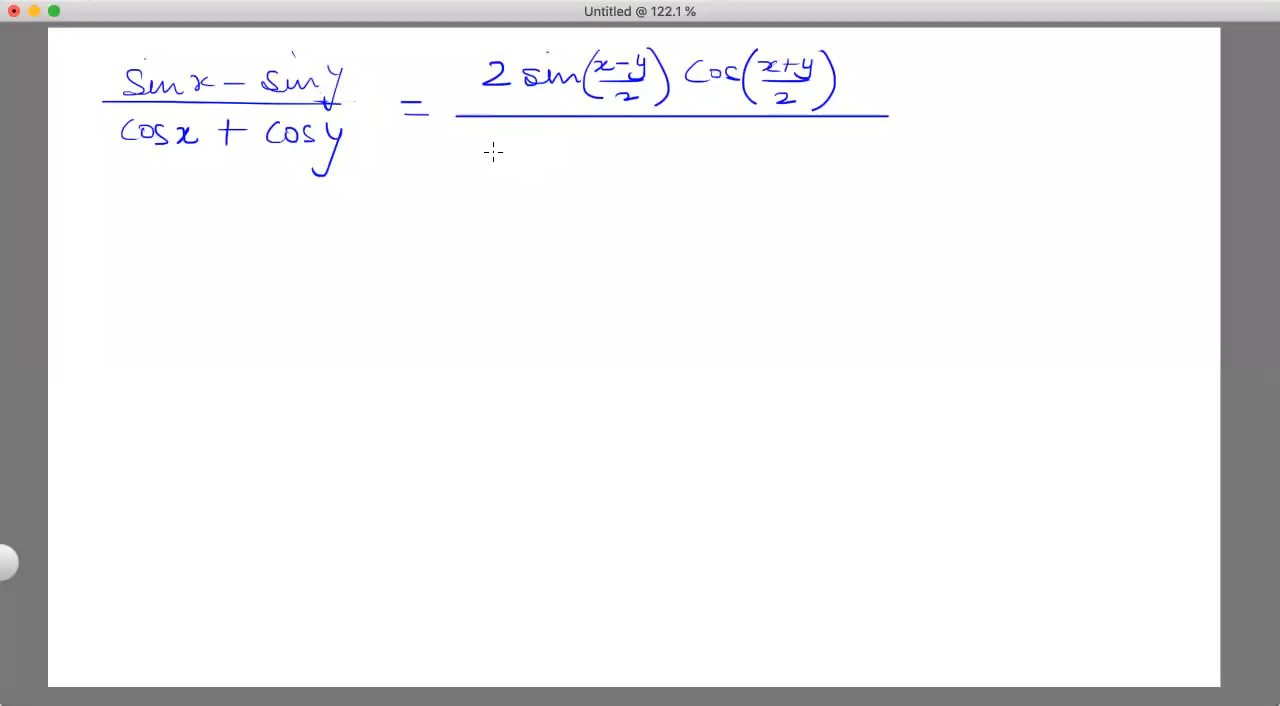 Untitled @ 122.1 %
sin x − sin y / cos x + cos y = 2 sin((x−y)/2) cos((x+y)/2) /